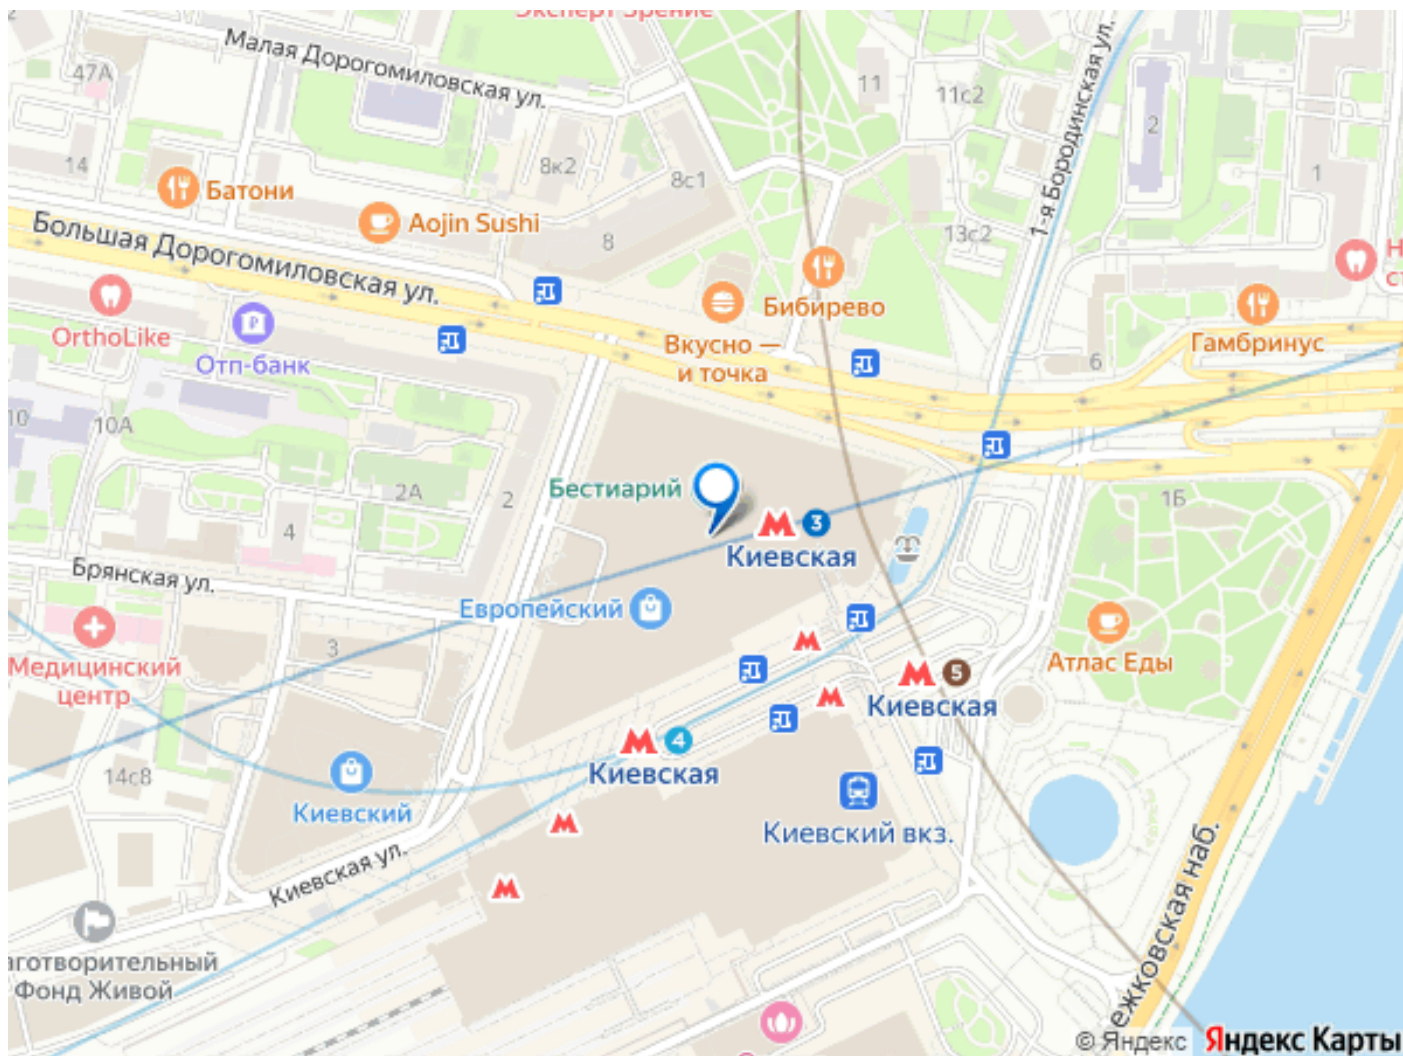 Эксперт Зрение
Малая Дорогомиловская ул.
47А
11
11с2
1-я Бородинская ул.
2
14
8к2
8с1
1
Батони
Aojin Sushi
8
13с2
Большая Дорогомиловская ул.
Бибирево
OrthoLike
Отп-банк
Вкусно —
и точка
Гамбринус
6
10
10А
2А
2
4
Бестиарий
3
Киевская
1Б
Брянская ул.
Европейский
3
Медицинский
центр
Атлас Еды
5
Киевская
4
Киевская
14с8
Киевский
Киевский вкз.
Киевская ул.
ежковская наб.
аготворительный
Фонд Живой
© Яндекс Яндекс Карты